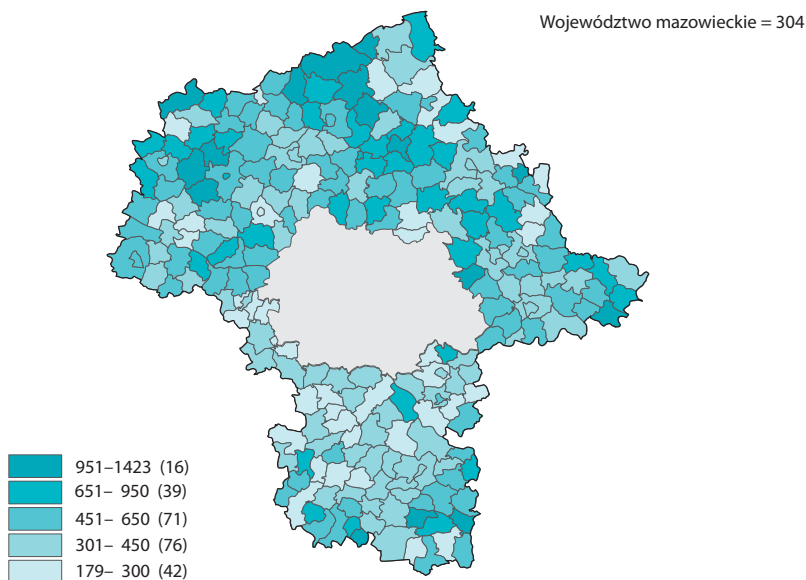 Województwo mazowieckie = 304
951–1423 (16)
651– 950 (39)
451– 650 (71)
301– 450 (76)
179– 300 (42)